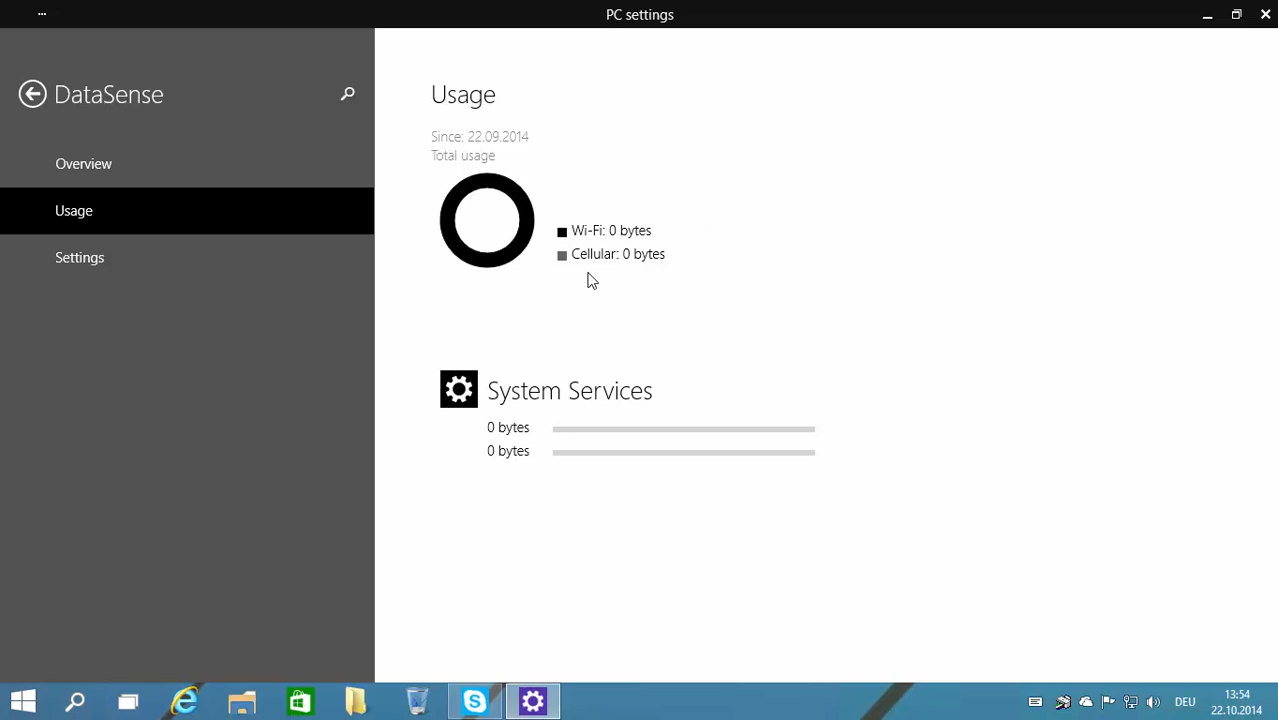 PC settings
DataSense
Overview
Usage
Settings
Usage
Since: 22.09.2014
Total usage
Wi-Fi: 0 bytes
Cellular: 0 bytes
System Services
0 bytes
0 bytes
DEU
13:54
22.10.2014